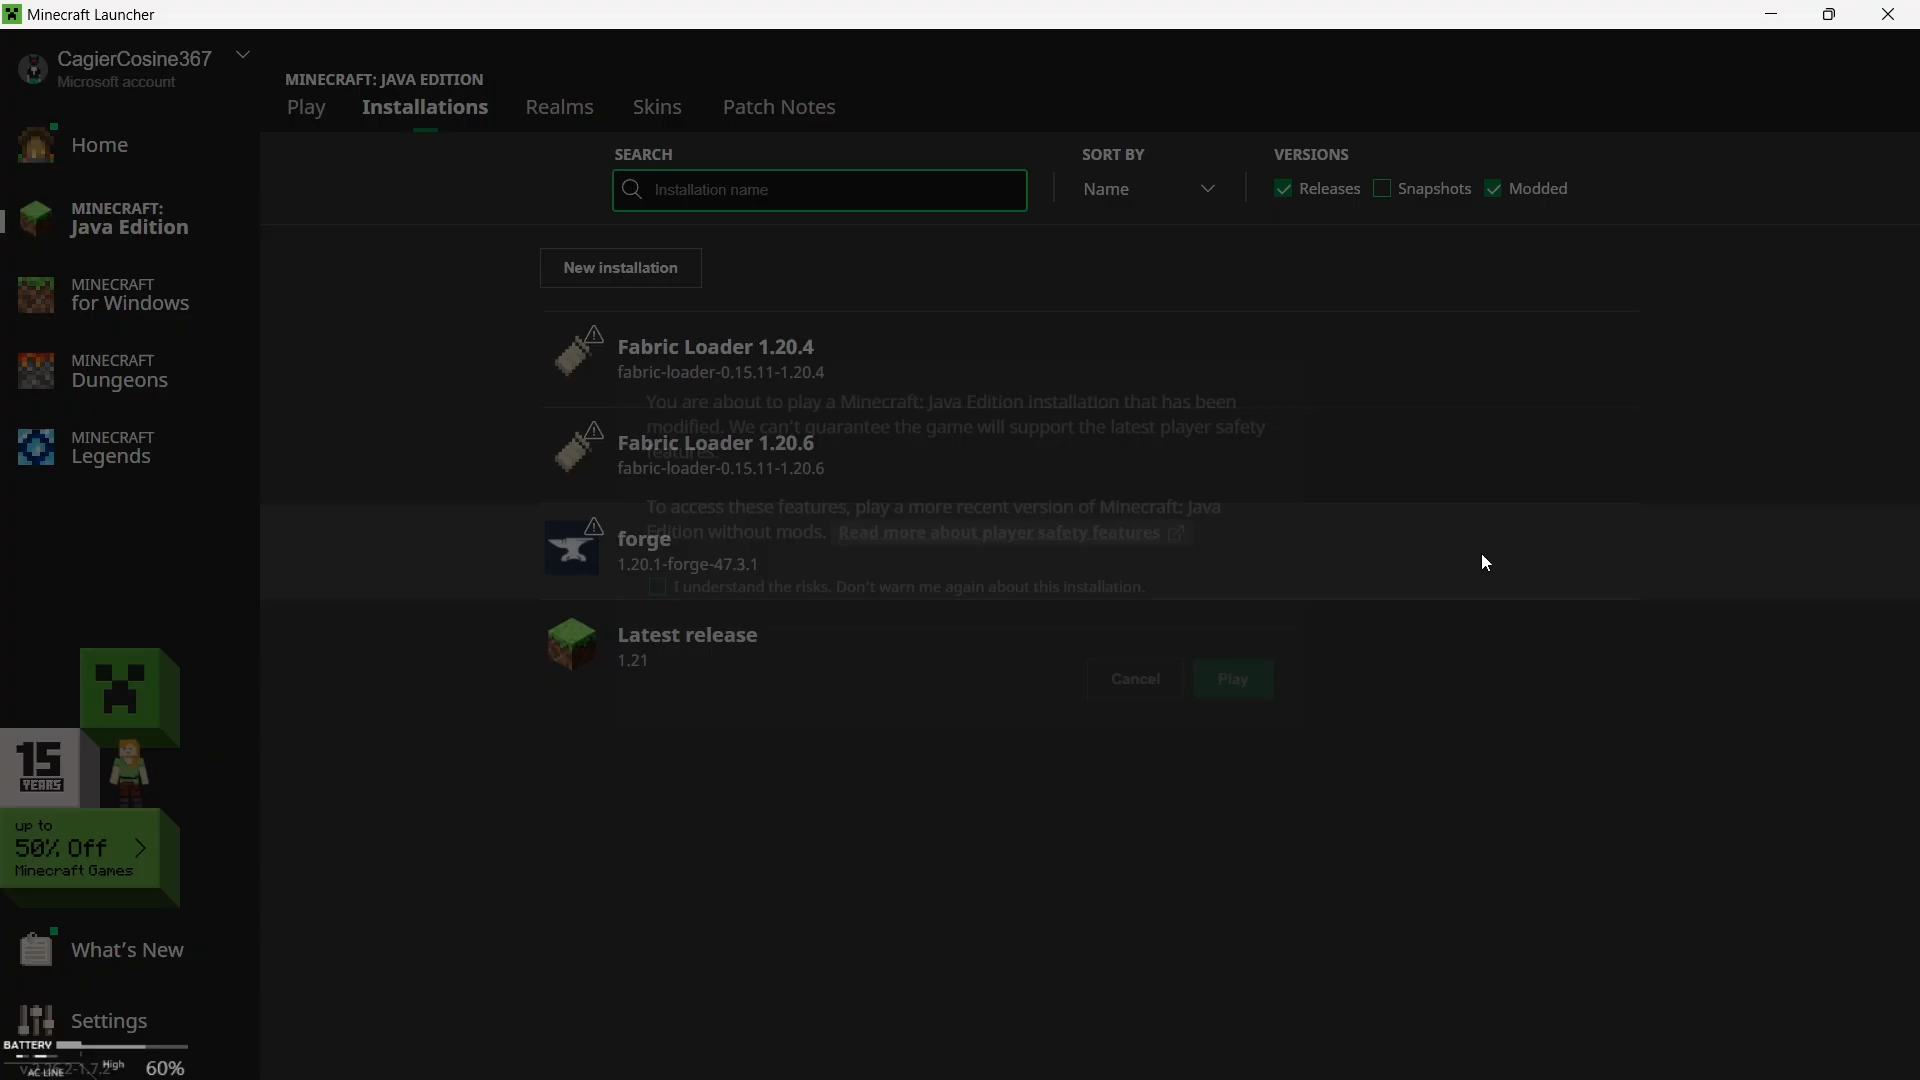 Minecraft Launcher
CagierCosine367
Microsoft account
MINECRAFT: JAVA EDITION
Play
Installations
Realms
Skins
Patch Notes
Home
MINECRAFT:
Java Edition
MINECRAFT
for Windows
MINECRAFT
Dungeons
MINECRAFT
Legends
SEARCH
Installation name
SORT BY
Name
VERSIONS
Releases
Snapshots
Modded
New installation
Fabric Loader 1.20.4
fabric-loader-0.15.11-1.20.4
Fabric Loader 1.20.6
fabric-loader-0.15.11-1.20.6
forge
1.20.1-forge-47.3.1
Latest release
1.21
You are about to play a Minecraft: Java Edition installation that has been
modified. We can't guarantee the game will support the latest player safety
features.
To access these features, play a more recent version of Minecraft: Java
Edition without mods. Read more about player safety features
I understand the risks. Don't warn me again about this installation.
Cancel
Play
15
YEARS
up to
50% Off
Minecraft Games
What's New
Settings
BATTERY
High
60%
AC-LINE